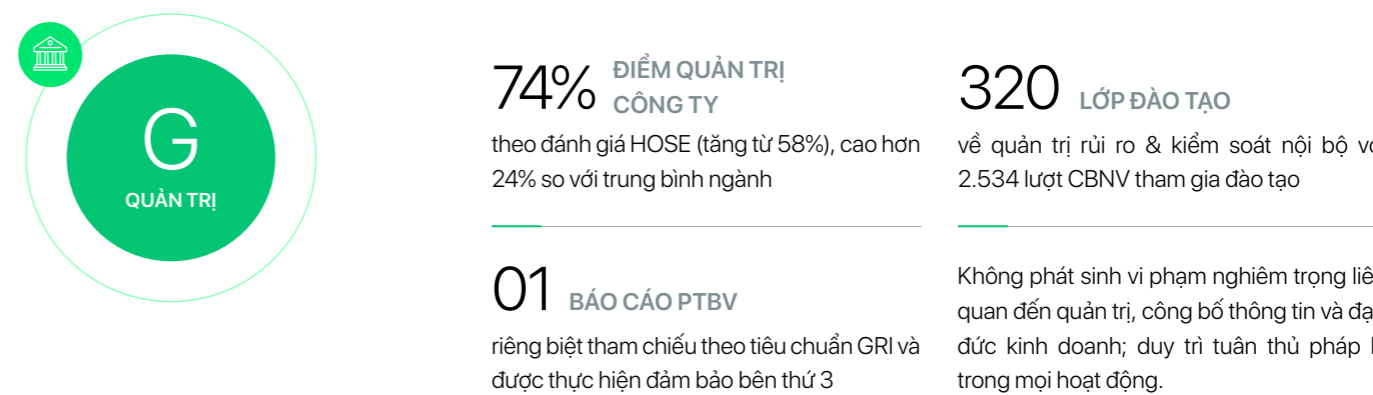 G
QUẢN TRỊ
74% ĐIỂM QUẢN TRỊ
CÔNG TY
theo đánh giá HOSE (tăng từ 58%), cao hơn
24% so với trung bình ngành
320 LỚP ĐÀO TẠO
về quản trị rủi ro & kiểm soát nội bộ
2.534 lượt CBNV tham gia đào tạo
01 BÁO CÁO PTBV
riêng biệt tham chiếu theo tiêu chuẩn GRI và
được thực hiện đảm bảo bên thứ 3
Không phát sinh vi phạm nghiêm trọng
quan đến quản trị, công bố thông tin và
đức kinh doanh; duy trì tuân thủ pháp
trong mọi hoạt động.